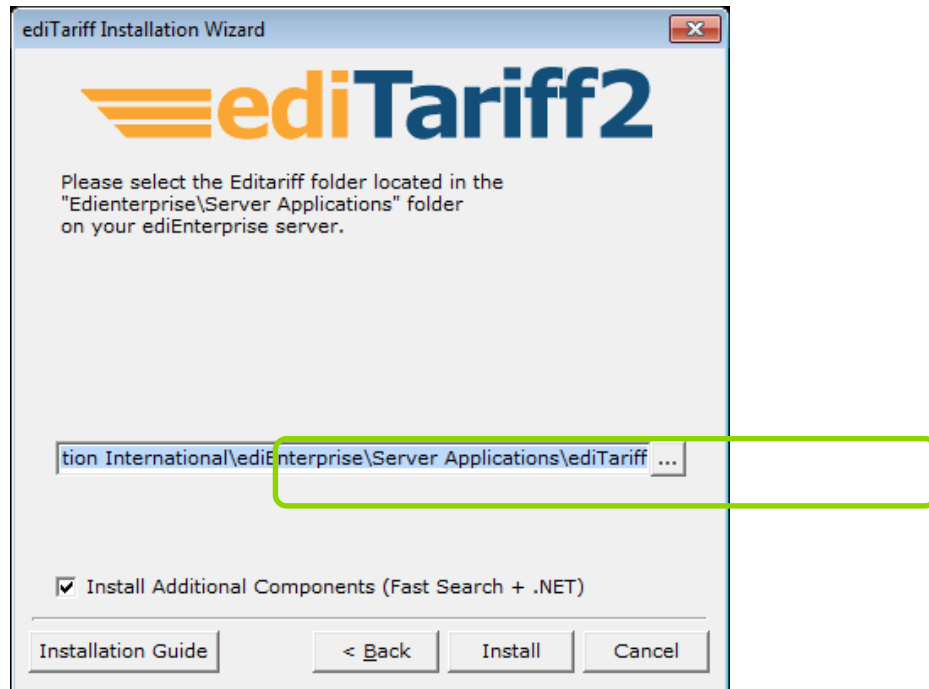 ediTariff Installation Wizard
ediTariff2
Please select the Editariff folder located in the
"Edienterprise\Server Applications" folder
on your ediEnterprise server.
tion International\ediEnterprise\Server Applications\ediTariff ...
Install Additional Components (Fast Search + .NET)
Installation Guide < Back Install Cancel